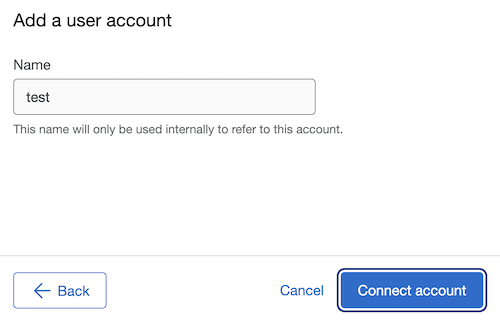 Add a user account
Name
test
This name will only be used internally to refer to this account.
Back
Cancel
Connect account